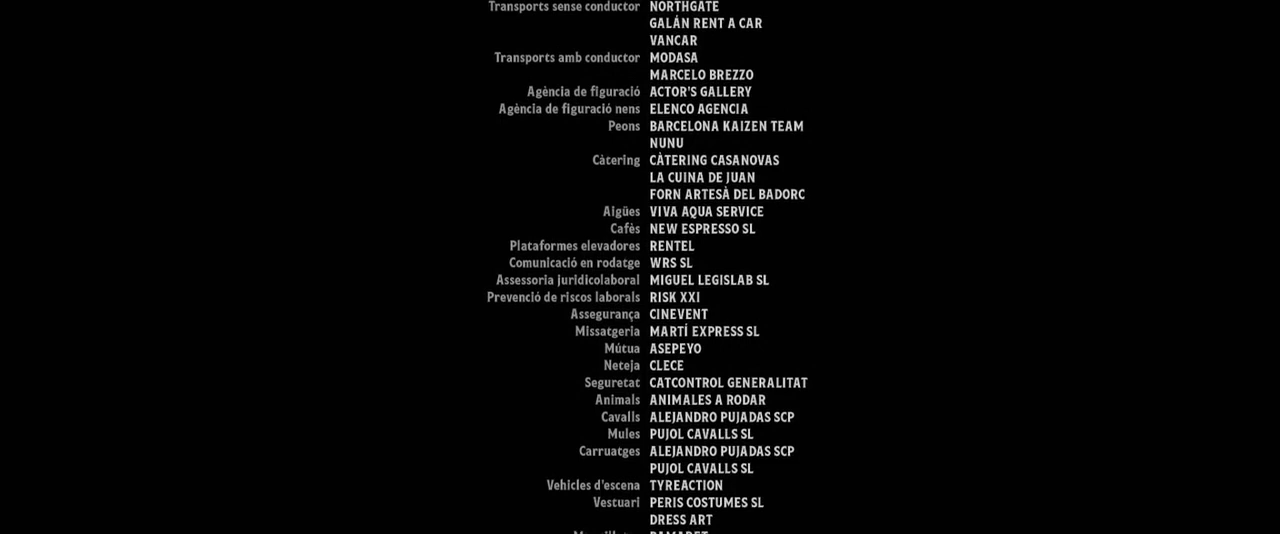 Transports sense conductor NORTHGATE
GALÁN RENT A CAR
VANCAR
Transports amb conductor MODASA
MARCELO BREZZO
Agència de figuració ACTOR'S GALLERY
Agència de figuració nens ELENCO AGENCIA
Peons BARCELONA KAIZEN TEAM
NUNU
Càtering CÀTERING CASANOVAS
LA CUINA DE JUAN
FORN ARTESÀ DEL BADORC
Aigües VIVA AQUA SERVICE
Cafès NEW ESPRESSO SL
Plataformes elevadores RENTEL
Comunicació en rodatge WRS SL
Assessoria juridicolaboral MIGUEL LEGISLAB SL
Prevenció de riscos laborals RISK XXI
Assegurança CINEVENT
Missatgeria MARTÍ EXPRESS SL
Mútua ASEPEYO
Neteja CLECE
Seguretat CATCONTROL GENERALITAT
Animals ANIMALES A RODAR
Cavalls ALEJANDRO PUJADAS SCP
Mules PUJOL CAVALLS SL
Carruatges ALEJANDRO PUJADAS SCP
PUJOL CAVALLS SL
Vehicles d'escena TYREACTION
Vestuari PERIS COSTUMES SL
DRESS ART